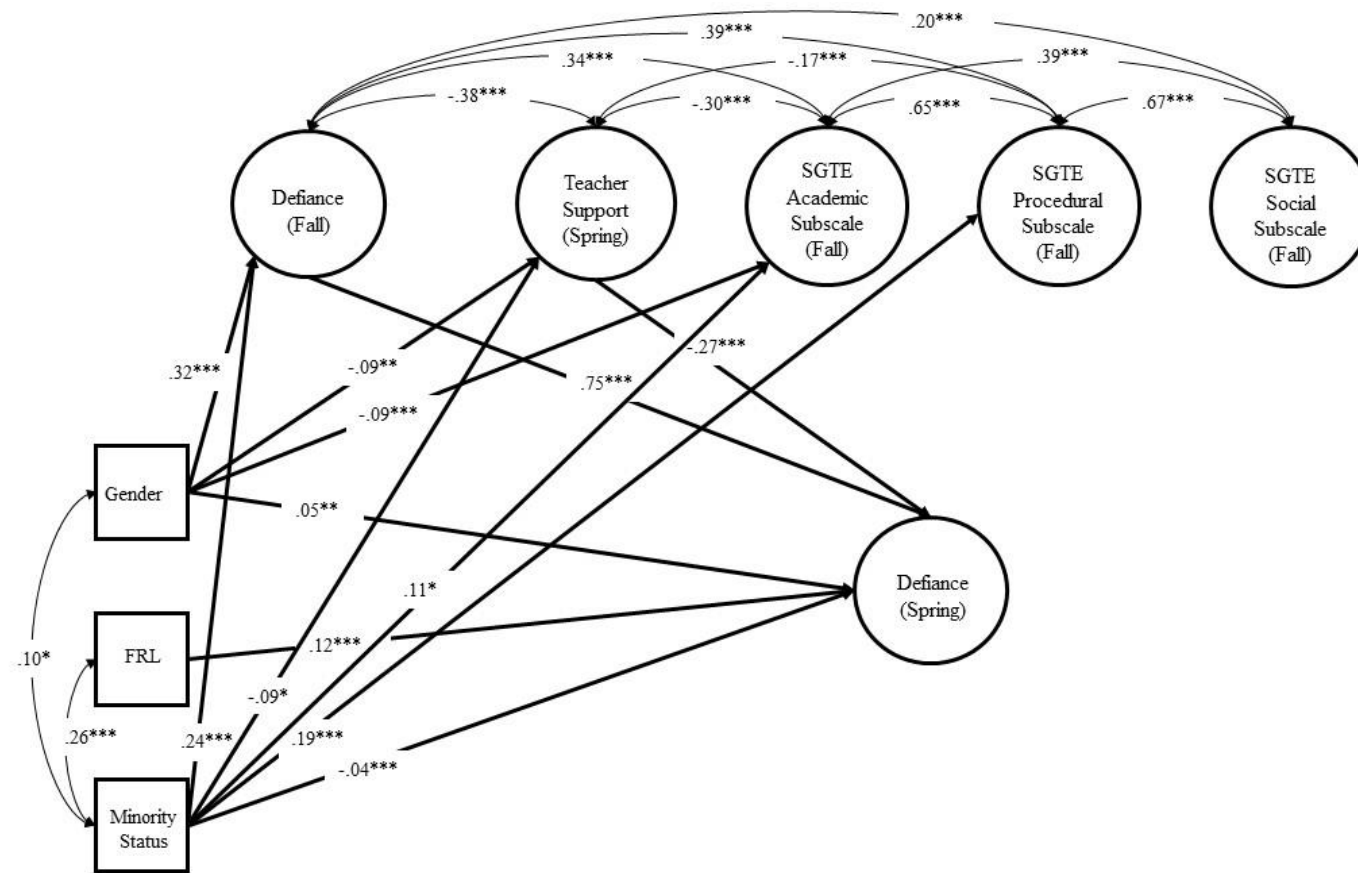 .20***
.39***
.34***
-.17***
.39***
-.38***
-.30***
.65***
.67***
Defiance
(Fall)
Teacher
Support
(Spring)
SGTE
Academic
Subscale
(Fall)
SGTE
Procedural
Subscale
(Fall)
SGTE
Social
Subscale
(Fall)
.32***
-.09**
-.27***
.75***
-.09***
Gender
.05**
Defiance
(Spring)
.11*
FRL
.12***
.10*
-.09*
.26***
.24***
.19***
-.04***
Minority
Status